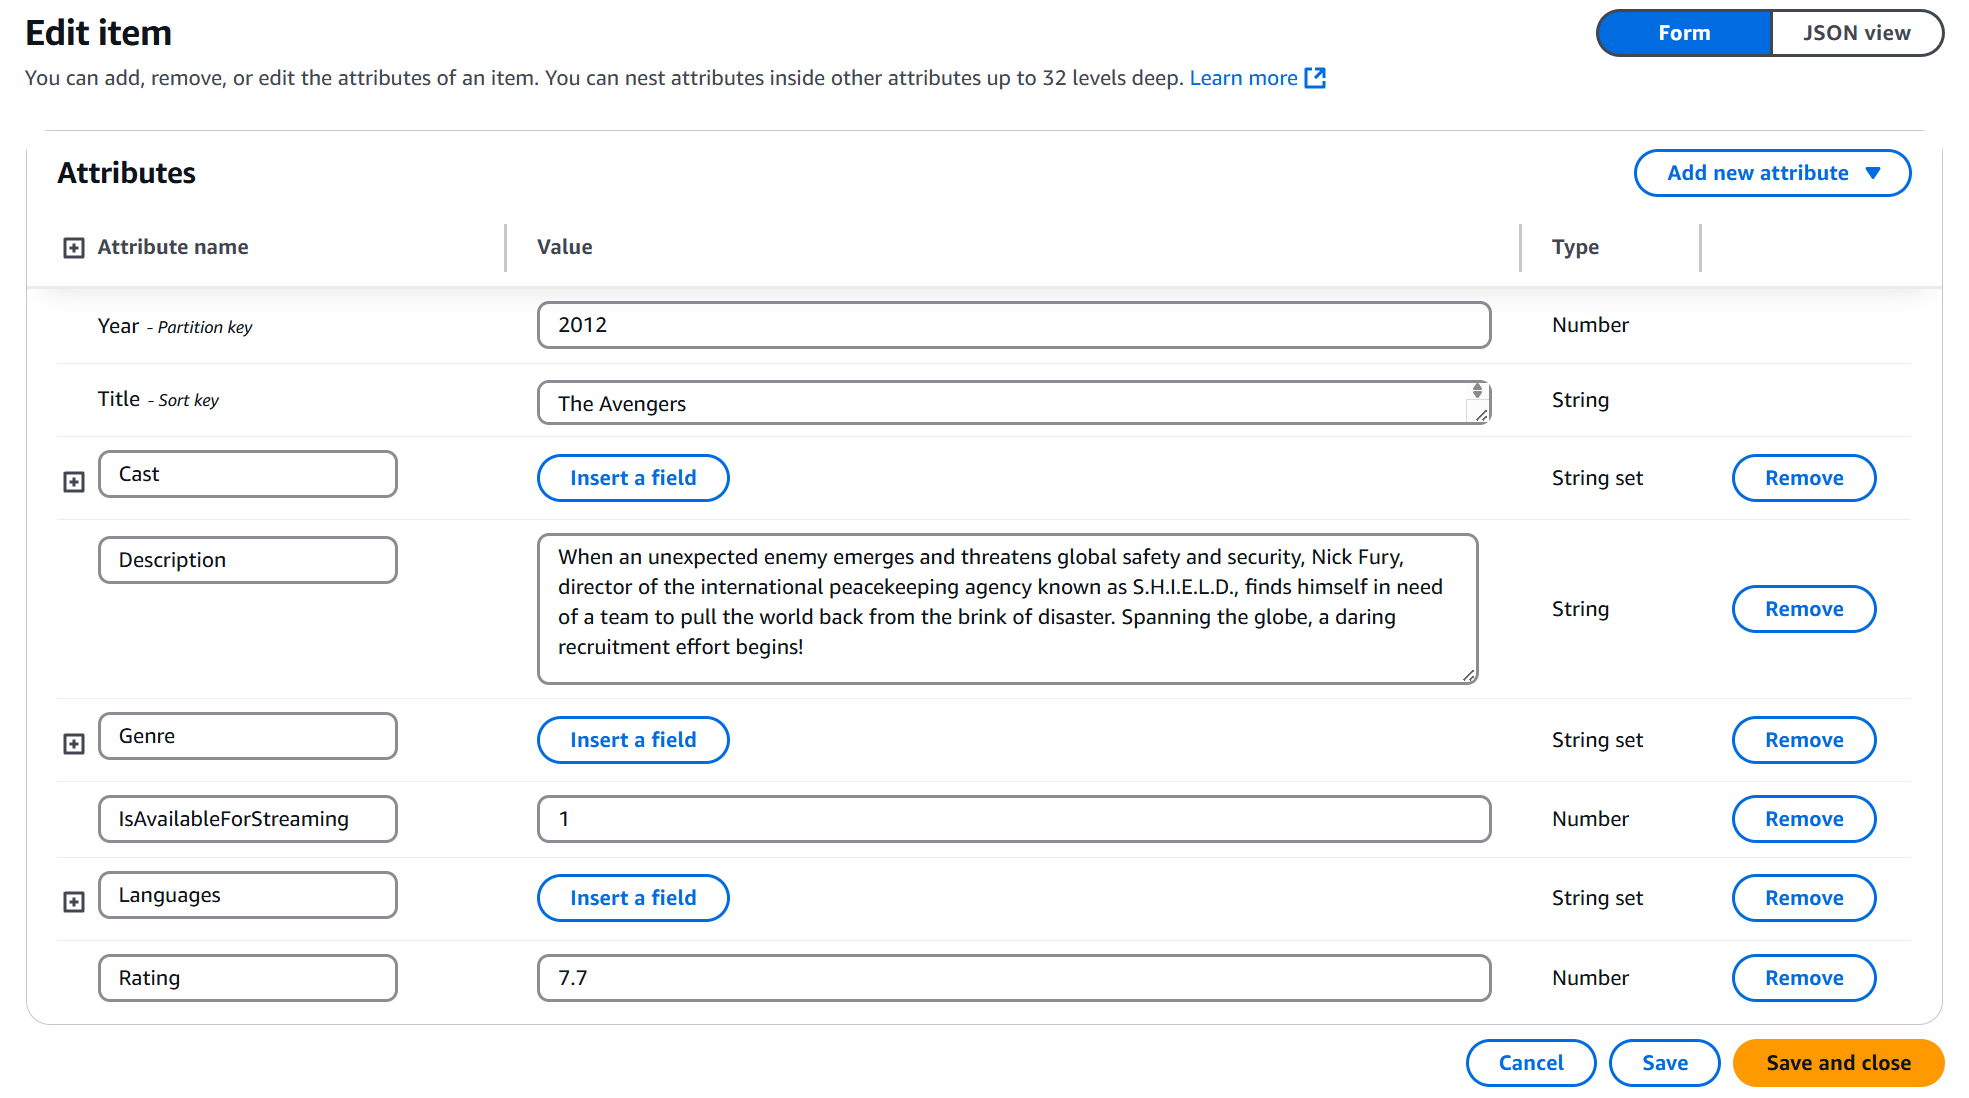 Edit item
Form
JSON view
You can add, remove, or edit the attributes of an item. You can nest attributes inside other attributes up to 32 levels deep. Learn more
Attributes
Add new attribute
Attribute name
Value
Type
Year - Partition key
2012
Number
Title - Sort key
The Avengers
String
Cast
Insert a field
String set
Remove
Description
When an unexpected enemy emerges and threatens global safety and security, Nick Fury,
director of the international peacekeeping agency known as S.H.I.E.L.D., finds himself in need
of a team to pull the world back from the brink of disaster. Spanning the globe, a daring
recruitment effort begins!
String
Remove
Genre
Insert a field
String set
Remove
IsAvailableForStreaming
1
Number
Remove
Languages
Insert a field
String set
Remove
Rating
7.7
Number
Remove
Cancel
Save
Save and close